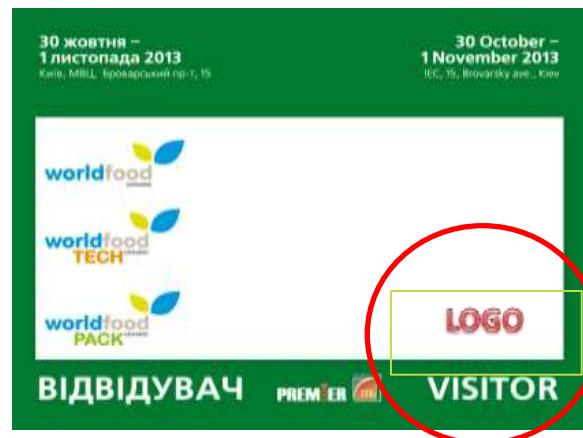 30 жовтня –
1 листопада 2013
Київ, МВЦ, Броварський пр-т, 15
30 October –
1 November 2013
IEC, 15, Brovarsky ave., Kiev
worldfood
worldfood
TECH
worldfood
PACK
LOGO
ВІДВІДУВАЧ
PREMIER
VISITOR